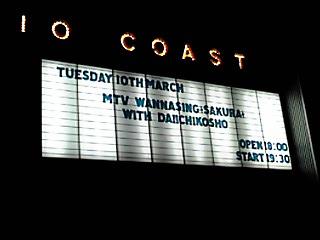 IO COAST
TUESDAY 10TH MARCH
MTV WANNASING:SAKURA!
WITH DAIICHIKOSHO
OPEN 18:00
START 19:30